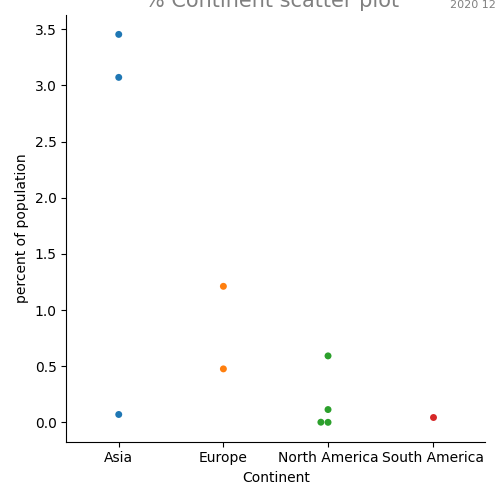 % Continent scatter plot
2020 12
3.5
3.0
2.5
2.0
1.5
1.0
0.5
0.0
percent of population
Asia Europe North America South America
Continent